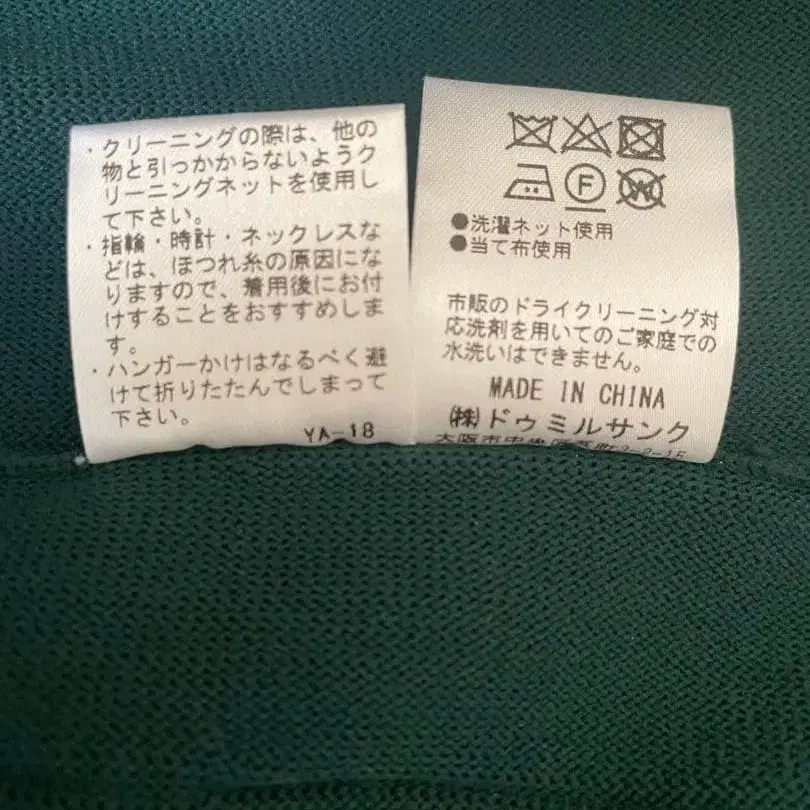 ・クリーニングの際は、他の
物と引っかからないようク
リーニングネットを使用し
て下さい。
・指輪・時計・ネックレスな
どは、ほつれ糸の原因にな
りますので、着用後にお付
けすることをおすすめしま
す。
・ハンガーかけはなるべく避
けて折りたたんでしまって
下さい。
YA-18
F
W
●洗濯ネット使用
●当て布使用
市販のドライクリーニング対
応洗剤を用いてのご家庭での
水洗いはできません。
MADE IN CHINA
(株)ドゥミルサンク
大阪市中央区